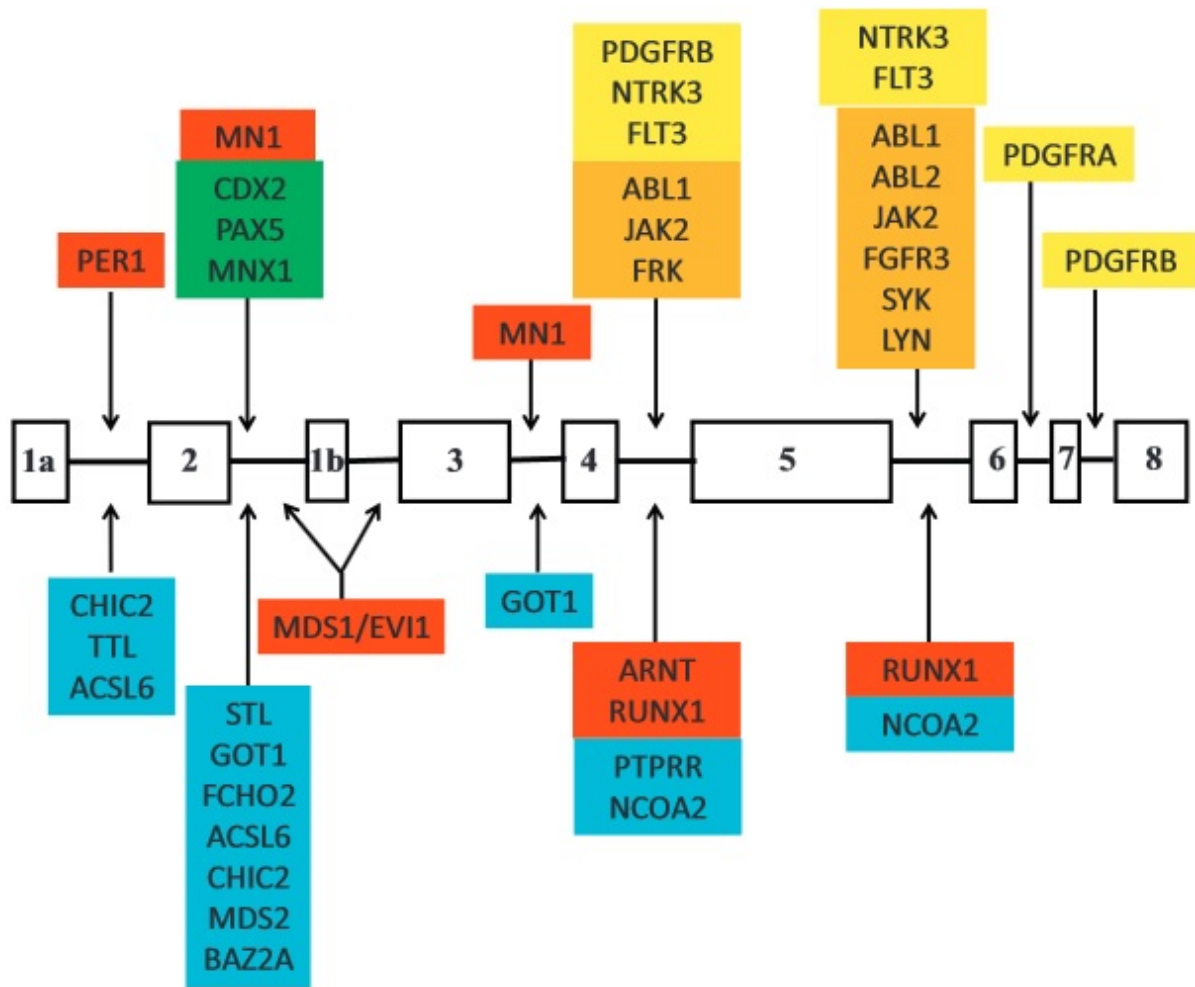 PDGFRB
NTRK3
FLT3
ABL1
JAK2
FRK
NTRK3
FLT3
ABL1
ABL2
JAK2
FGFR3
SYK
LYN
MN1
CDX2
PAX5
MNX1
PDGFRA
PER1
PDGFRB
MN1
1a
2
1b
3
4
5
6
7
8
CHIC2
TTL
ACSL6
STL
GOT1
FCHO2
ACSL6
CHIC2
MDS2
BAZ2A
MDS1/EVI1
GOT1
ARNT
RUNX1
PTPRR
NCOA2
RUNX1
NCOA2